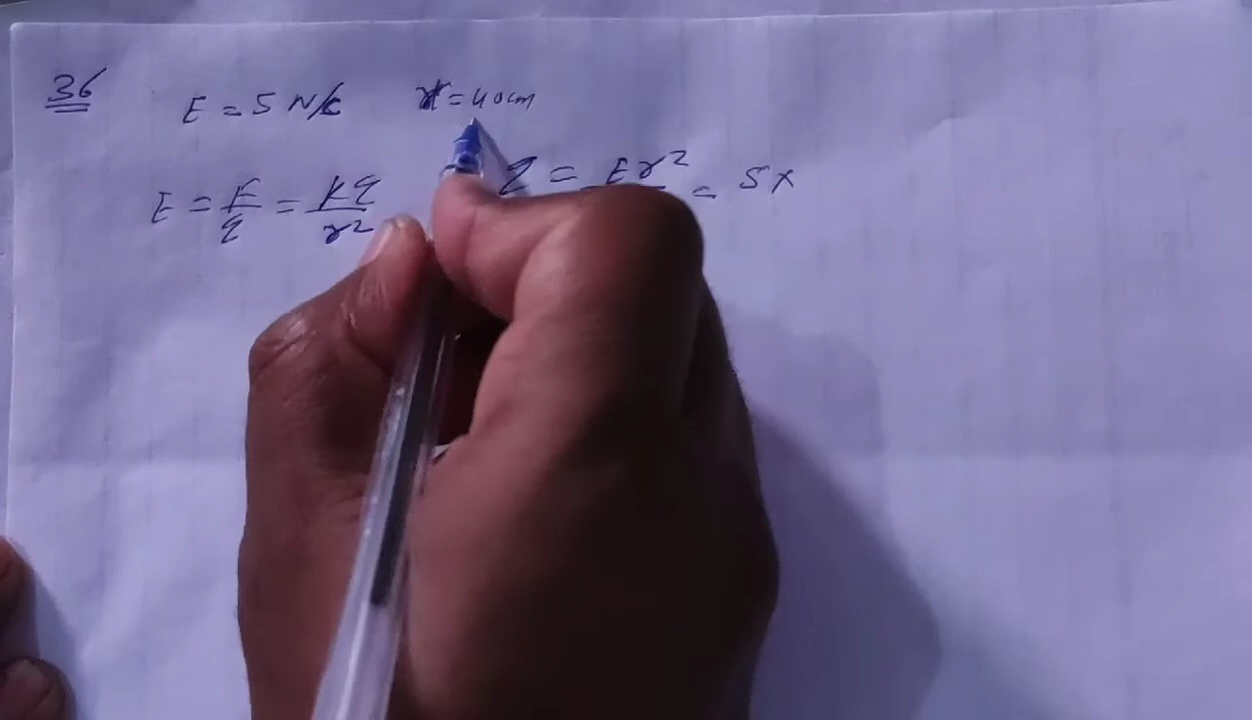 36 E = 5 N/C r = 40cm
E = F/q = kq/r² q = Er² = 5×